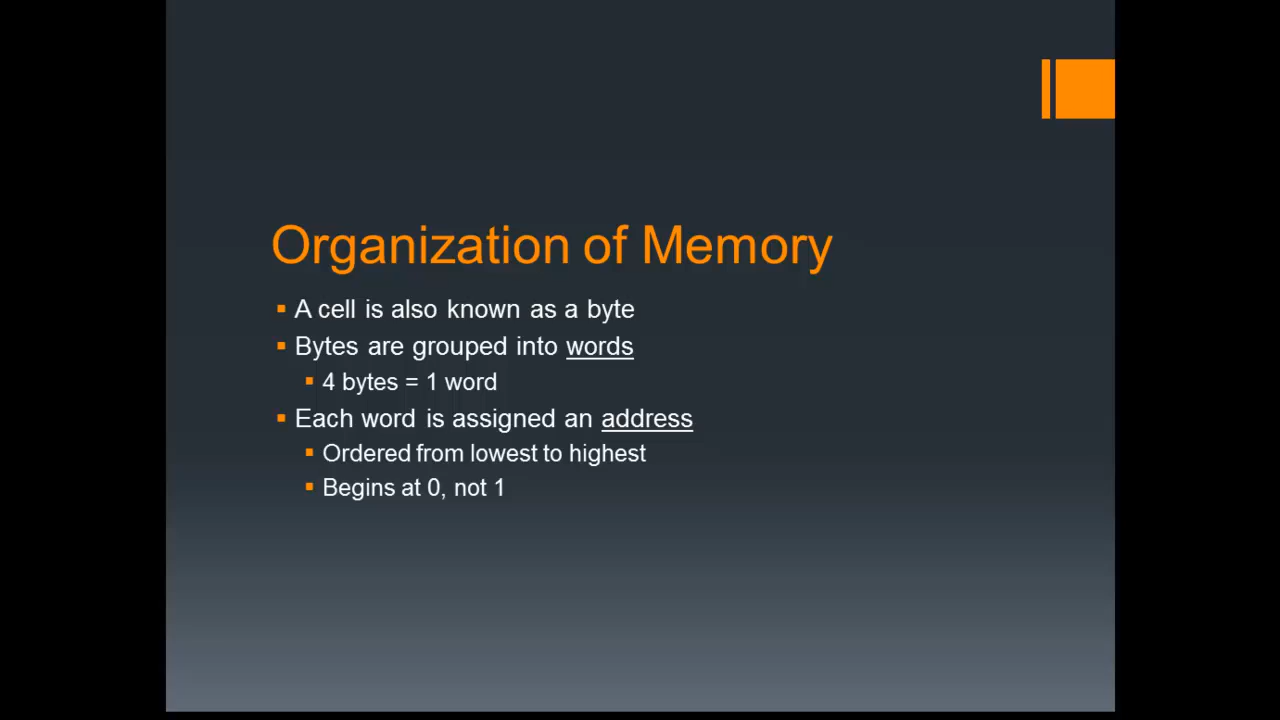 Organization of Memory
A cell is also known as a byte
Bytes are grouped into words
4 bytes = 1 word
Each word is assigned an address
Ordered from lowest to highest
Begins at 0, not 1